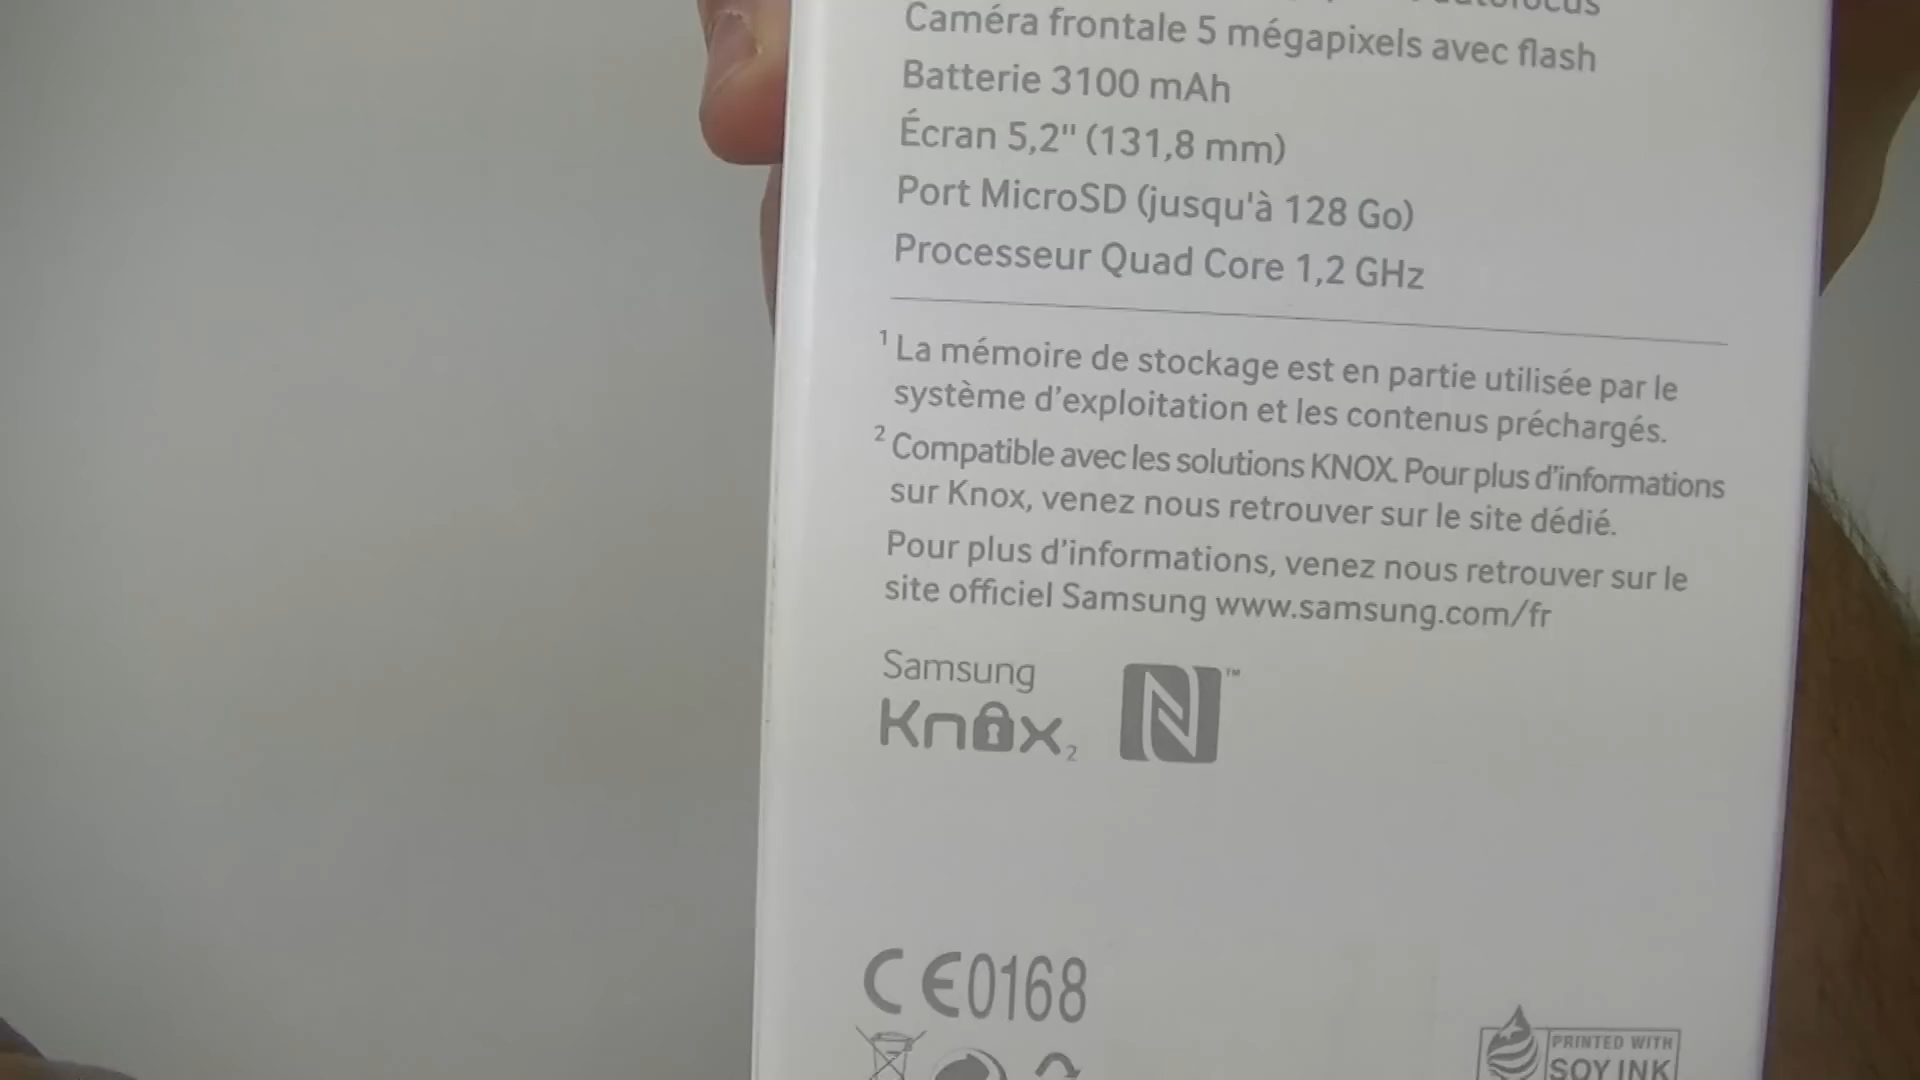 autofocus
Caméra frontale 5 mégapixels avec flash
Batterie 3100 mAh
Écran 5,2" (131,8 mm)
Port MicroSD (jusqu'à 128 Go)
Processeur Quad Core 1,2 GHz
1 La mémoire de stockage est en partie utilisée par le
système d'exploitation et les contenus préchargés.
2 Compatible avec les solutions KNOX. Pour plus d'informations
sur Knox, venez nous retrouver sur le site dédié.
Pour plus d'informations, venez nous retrouver sur le
site officiel Samsung www.samsung.com/fr
Samsung
Knox2
N™
CE0168
PRINTED WITH
SOY INK